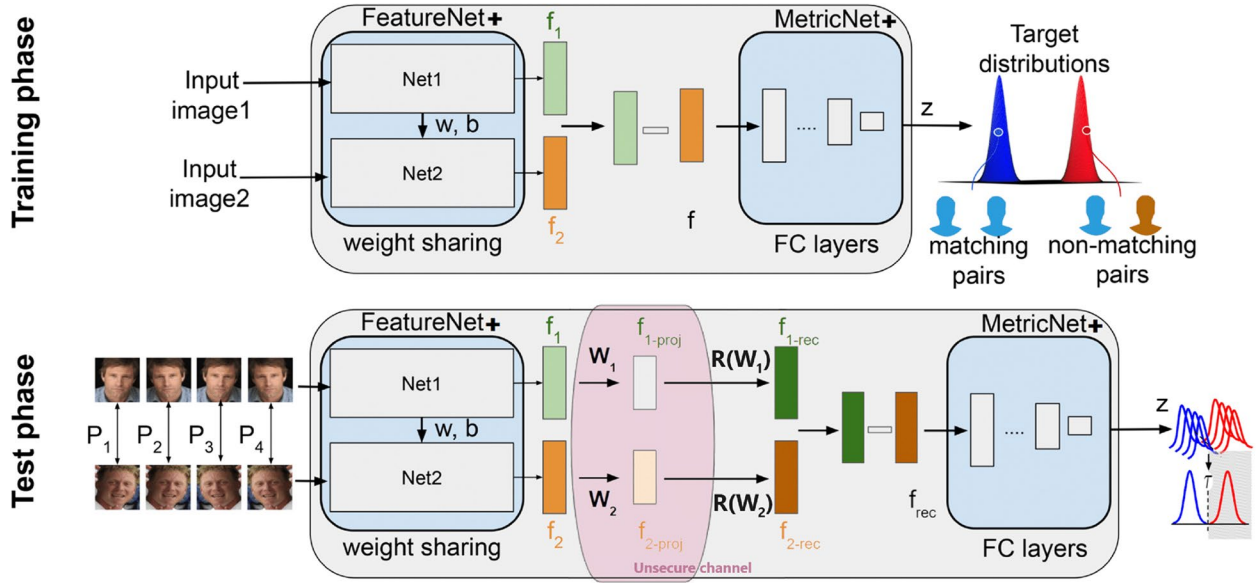 Training phase
FeatureNet+
f1
MetricNet+
Target
distributions
Input
image1
Net1
w, b
z
Input
image2
Net2
....
f2
f
weight sharing
FC layers
matching
pairs
non-matching
pairs
Test phase
FeatureNet+
f1
f1-proj
f1-rec
MetricNet+
W1
R(W1)
Net1
P1
P2
P3
P4
w, b
z
....
Net2
τ
W2
R(W2)
frec
f2
f2-proj
f2-rec
weight sharing
FC layers
Unsecure channel